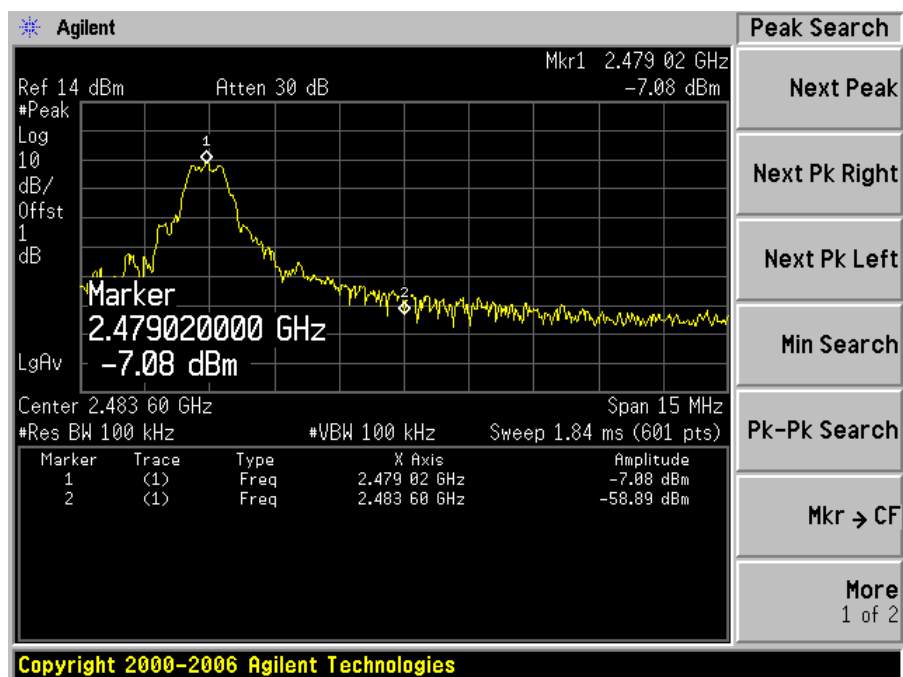 Agilent
Peak Search
Mkr1 2.479 02 GHz
Ref 14 dBm Atten 30 dB -7.08 dBm
#Peak
Log
10
dB/
Offst
1
dB
LgAv
1
2
Marker
2.479020000 GHz
-7.08 dBm
Center 2.483 60 GHz Span 15 MHz
#Res BW 100 kHz #VBW 100 kHz Sweep 1.84 ms (601 pts)
Marker Trace Type X Axis Amplitude
1 (1) Freq 2.479 02 GHz -7.08 dBm
2 (1) Freq 2.483 60 GHz -58.89 dBm
Next Peak
Next Pk Right
Next Pk Left
Min Search
Pk-Pk Search
Mkr → CF
More
1 of 2
Copyright 2000-2006 Agilent Technologies